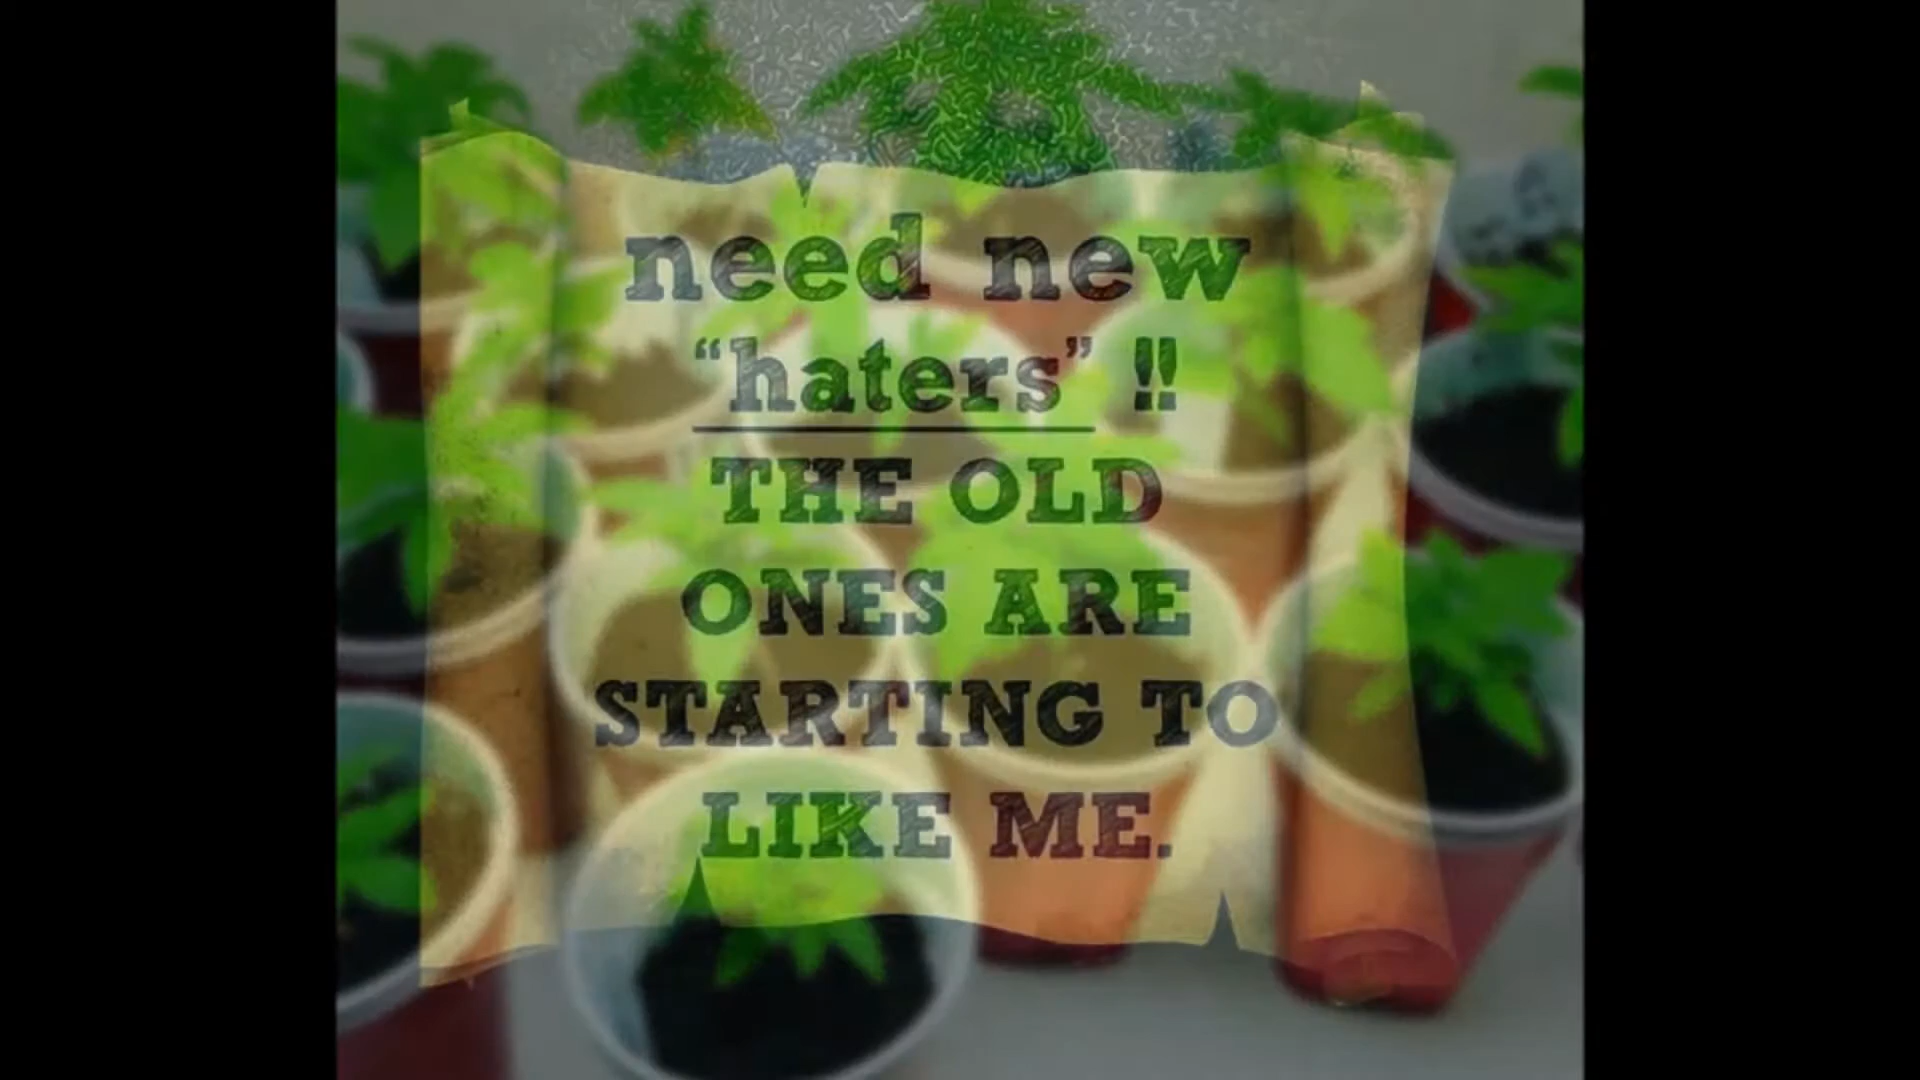 need new
“haters” !!
THE OLD
ONES ARE
STARTING TO
LIKE ME.